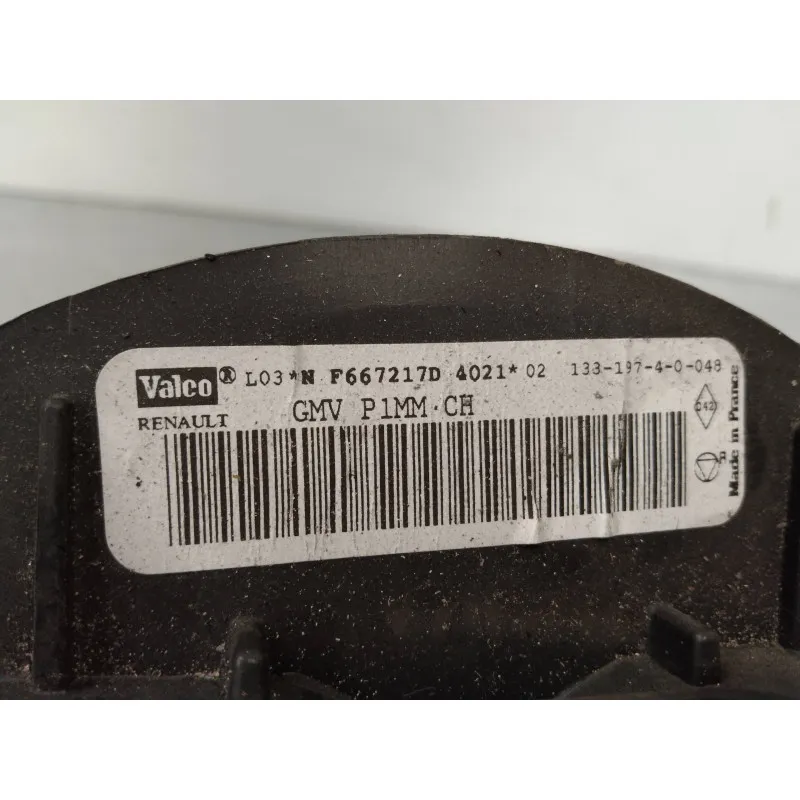 Valeo® L03*N F667217D 4021*02 133-197-4-0-048
RENAULT GMV P1MM·CH
Made in France